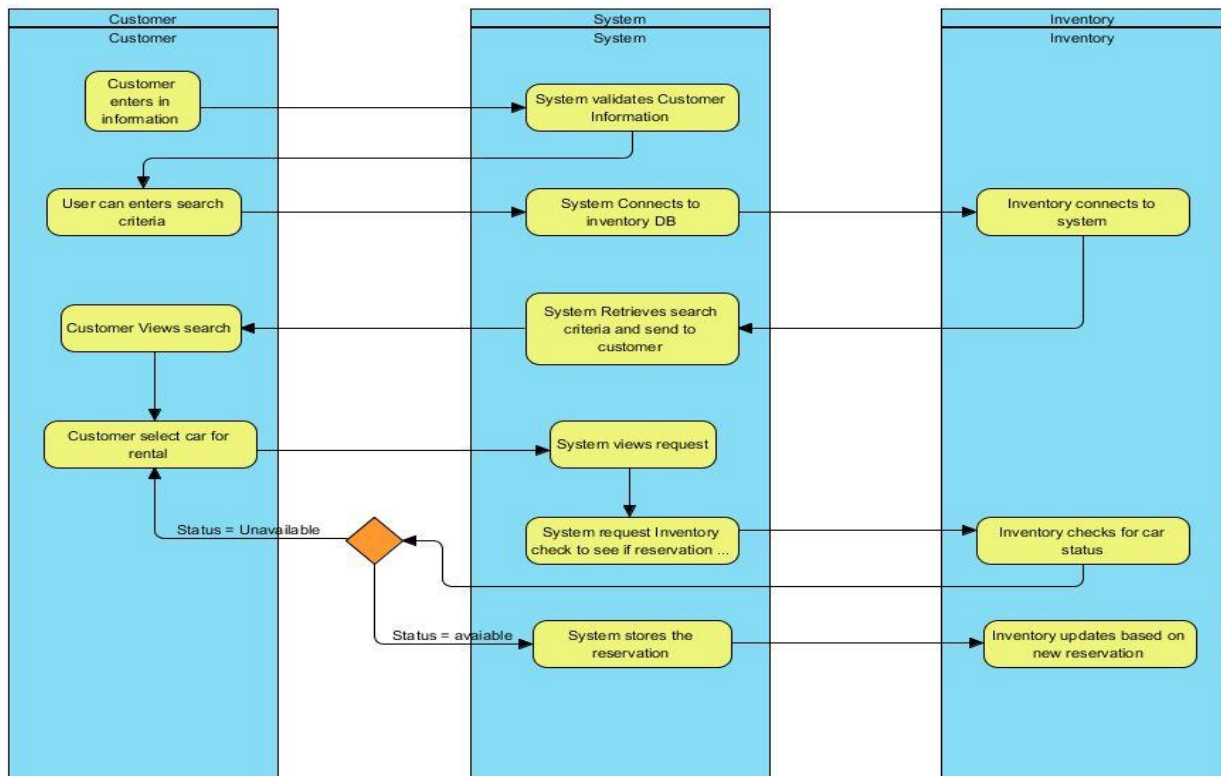 Customer
System
Inventory
Customer
System
Inventory
Customer
enters in
information
System validates Customer
Information
User can enters search
criteria
System Connects to
inventory DB
Inventory connects to
system
Customer Views search
System Retrieves search
criteria and send to
customer
Customer select car for
rental
System views request
Status = Unavailable
System request Inventory
check to see if reservation ...
Inventory checks for car
status
Status = avaiable
System stores the
reservation
Inventory updates based on
new reservation